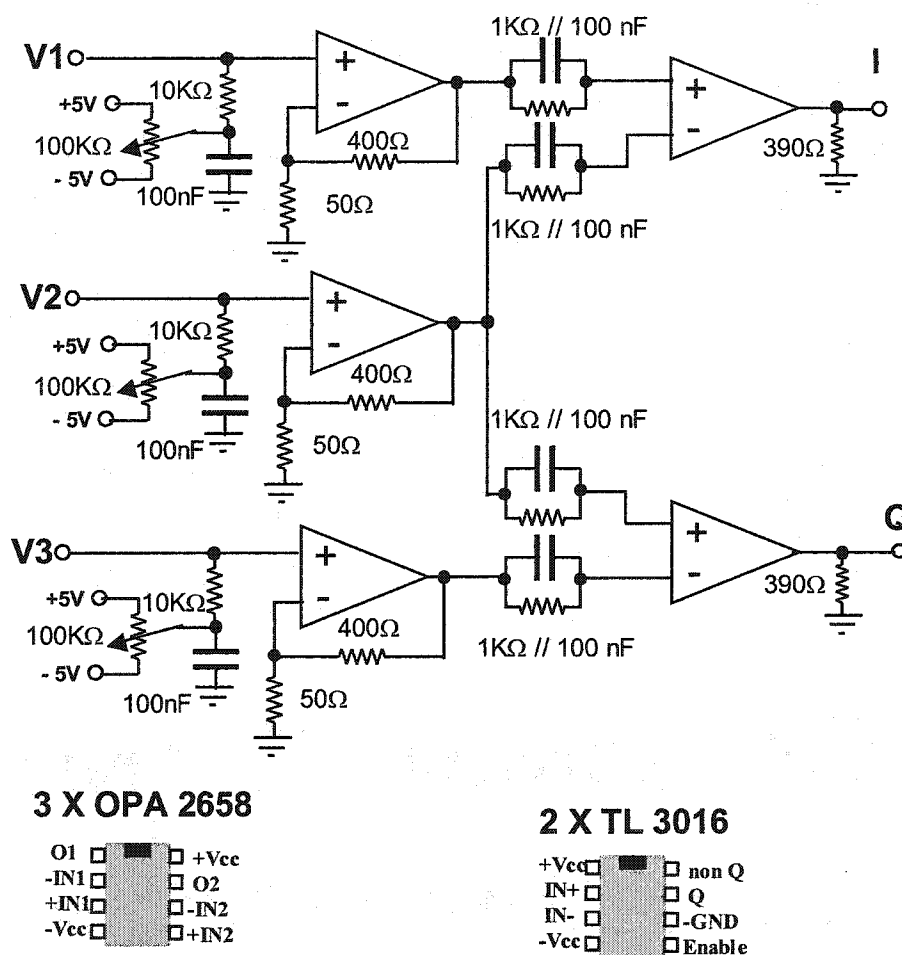 1KΩ // 100 nF
I
V1
+
-
10KΩ
+5V
100KΩ
- 5V
100nF
400Ω
50Ω
+
-
390Ω
1KΩ // 100 nF
V2
+
-
10KΩ
+5V
100KΩ
- 5V
100nF
400Ω
50Ω
1KΩ // 100 nF
V3
+
-
10KΩ
+5V
100KΩ
- 5V
100nF
400Ω
50Ω
+
-
Q
390Ω
1KΩ // 100 nF
3 X OPA 2658
O1
-IN1
+IN1
-Vcc
+Vcc
O2
-IN2
+IN2
2 X TL 3016
+Vcc
IN+
IN-
-Vcc
non Q
Q
-GND
Enable